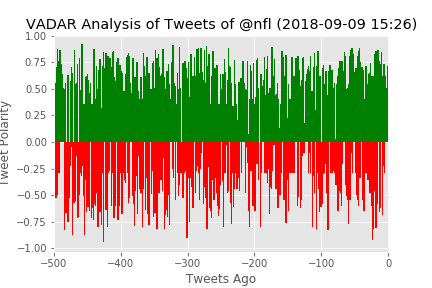 VADAR Analysis of Tweets of @nfl (2018-09-09 15:26)
1.00
0.75
0.50
0.25
0.00
−0.25
−0.50
−0.75
−1.00
Tweet Polarity
−500 −400 −300 −200 −100 0
Tweets Ago